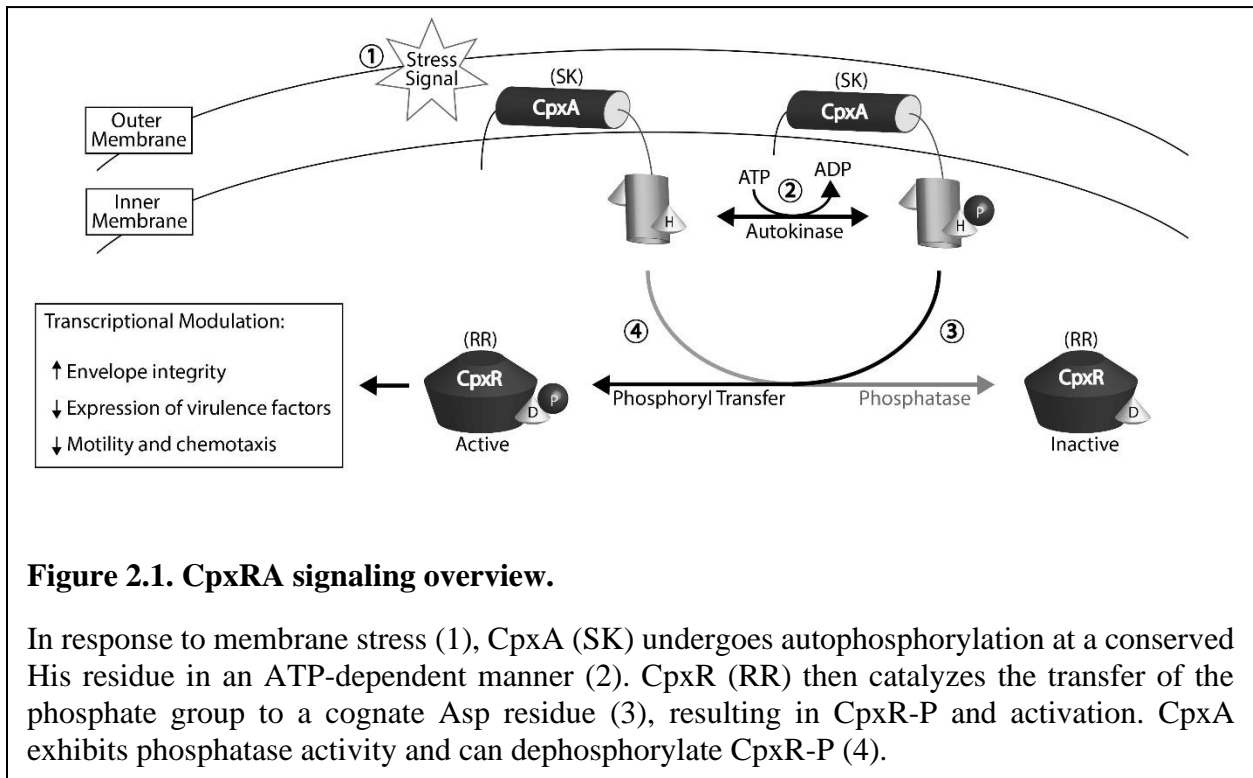 ①
Stress
Signal
(SK)
CpxA
(SK)
CpxA
Outer
Membrane
Inner
Membrane
ATP
②
ADP
H
Autokinase
H
P
④
③
Transcriptional Modulation:
↑ Envelope integrity
↓ Expression of virulence factors
↓ Motility and chemotaxis
(RR)
CpxR
D
P
Active
Phosphoryl Transfer
Phosphatase
(RR)
CpxR
D
Inactive
Figure 2.1. CpxRA signaling overview.
In response to membrane stress (1), CpxA (SK) undergoes autophosphorylation at a conserved
His residue in an ATP-dependent manner (2). CpxR (RR) then catalyzes the transfer of the
phosphate group to a cognate Asp residue (3), resulting in CpxR-P and activation. CpxA
exhibits phosphatase activity and can dephosphorylate CpxR-P (4).